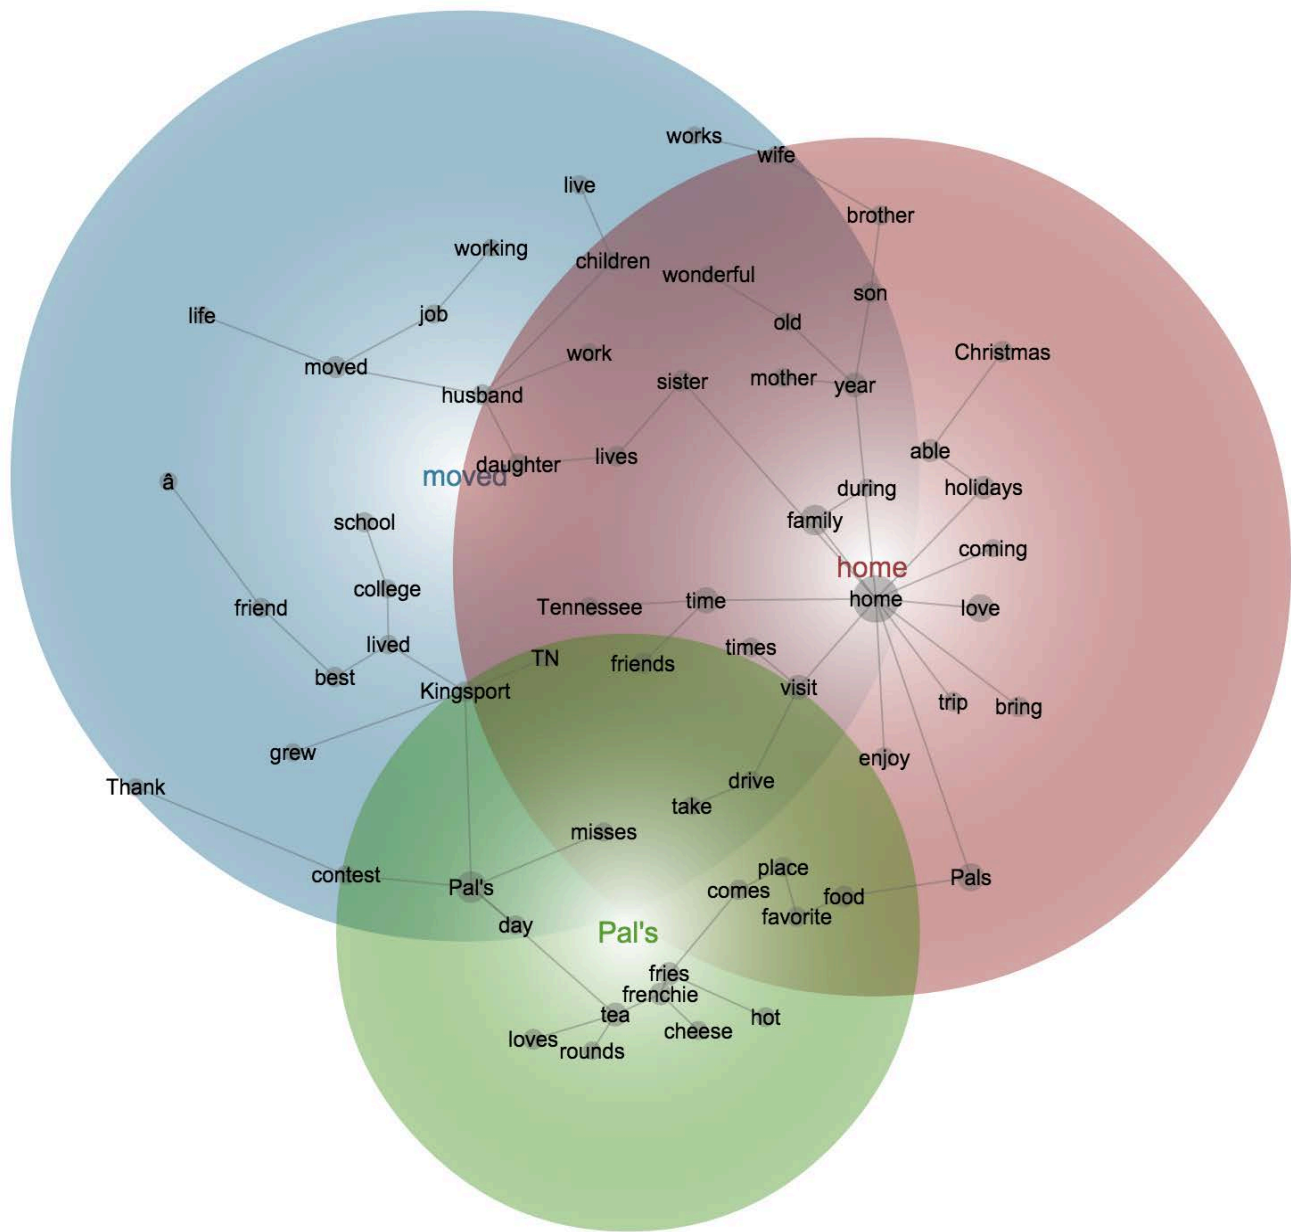 works
wife
live
brother
working
children
wonderful
son
life
job
old
work
Christmas
moved
sister
mother
year
husband
able
daughter
lives
moved
â
during
holidays
school
family
coming
home
college
Tennessee
time
home
love
friend
lived
times
TN
friends
best
Kingsport
visit
trip
bring
grew
enjoy
Thank
drive
take
misses
place
contest
Pal's
comes
food
Pals
favorite
day
Pal's
fries
frenchie
tea
hot
cheese
loves
rounds